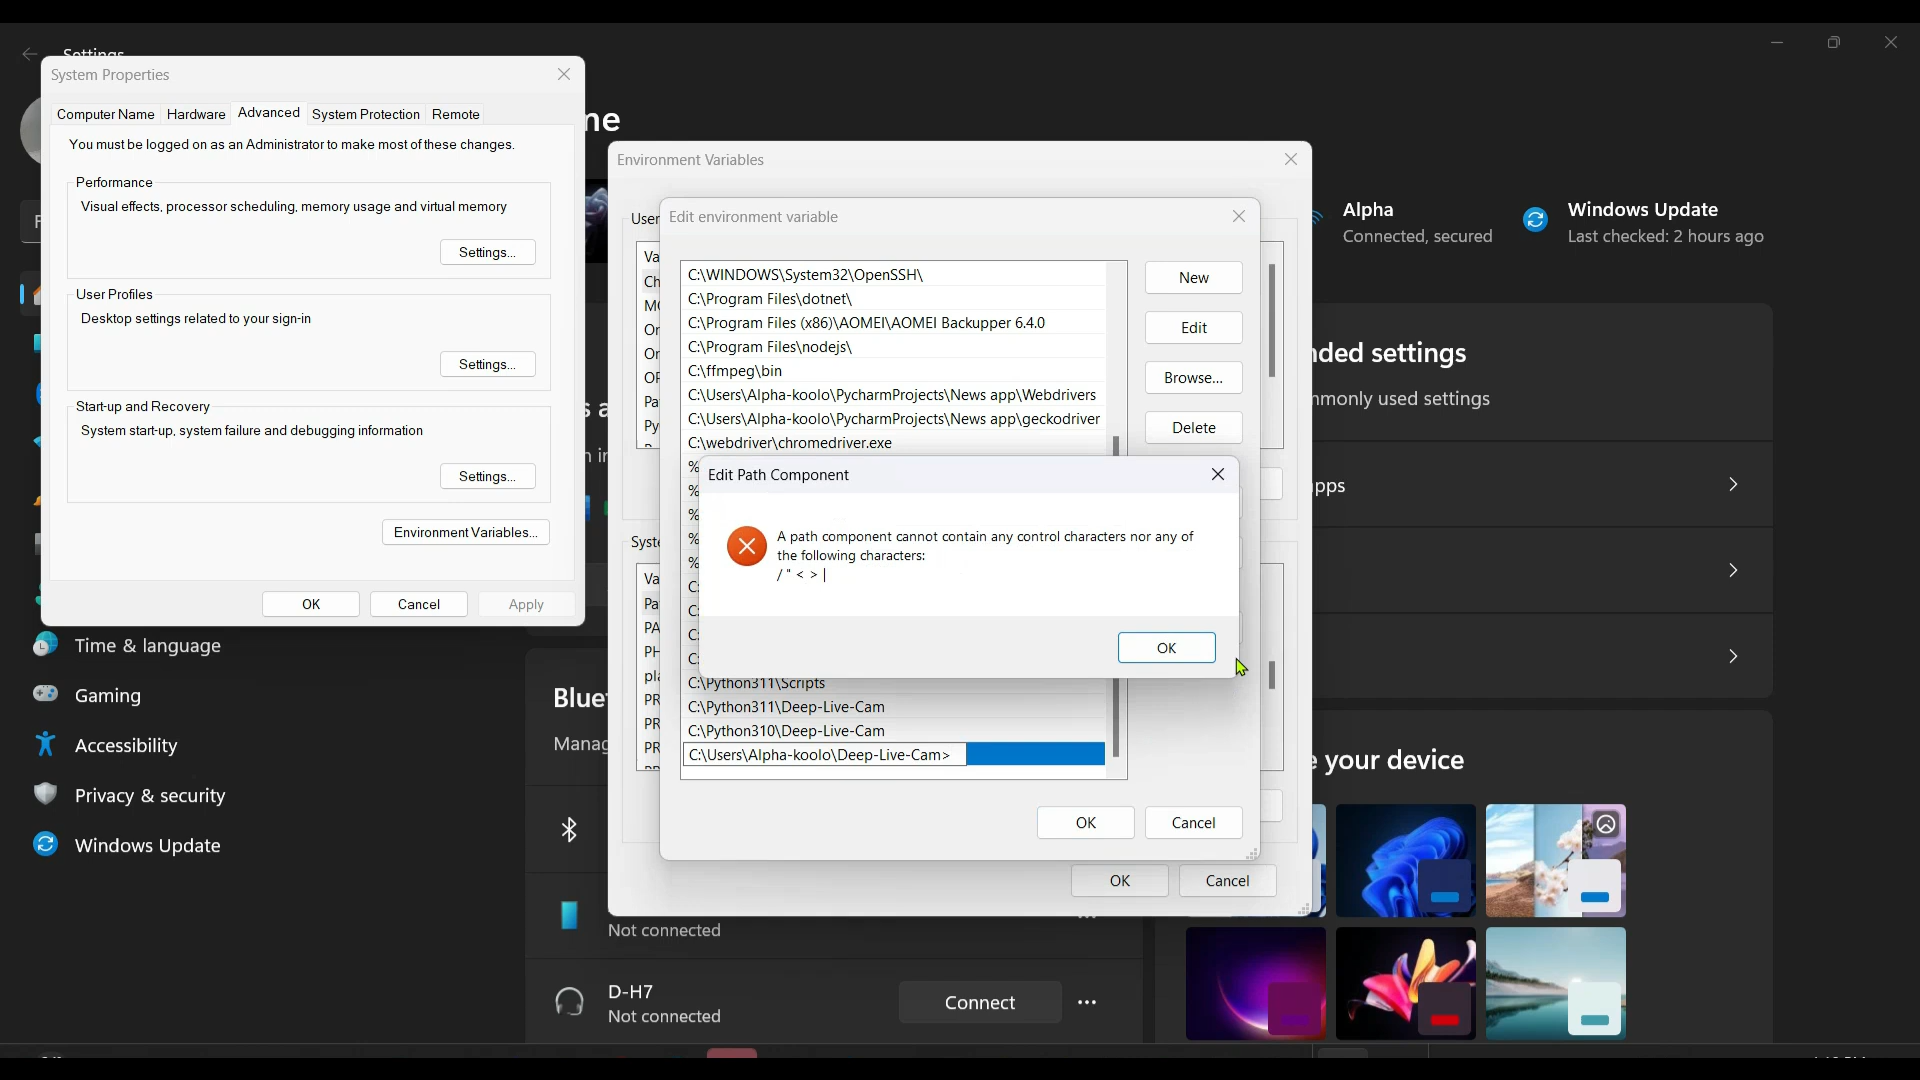 Settings
System Properties
Computer Name
Hardware
Advanced
System Protection
Remote
You must be logged on as an Administrator to make most of these changes.
Performance
Visual effects, processor scheduling, memory usage and virtual memory
Settings...
User Profiles
Desktop settings related to your sign-in
Settings...
Start-up and Recovery
System start-up, system failure and debugging information
Settings...
Environment Variables...
OK
Cancel
Apply
Time & language
Gaming
Accessibility
Privacy & security
Windows Update
Environment Variables
User
Edit environment variable
C:\WINDOWS\System32\OpenSSH\
C:\Program Files\dotnet\
C:\Program Files (x86)\AOMEI\AOMEI Backupper 6.4.0
C:\Program Files\nodejs\
C:\ffmpeg\bin
C:\Users\Alpha-koolo\PycharmProjects\News app\Webdrivers
C:\Users\Alpha-koolo\PycharmProjects\News app\geckodriver
C:\webdriver\chromedriver.exe
New
Edit
Browse...
Delete
Edit Path Component
A path component cannot contain any control characters nor any of
the following characters:
/ " < > |
OK
C:\Python311\Scripts
C:\Python311\Deep-Live-Cam
C:\Python310\Deep-Live-Cam
C:\Users\Alpha-koolo\Deep-Live-Cam>
OK
Cancel
OK
Cancel
Alpha
Connected, secured
Windows Update
Last checked: 2 hours ago
nded settings
mmonly used settings
pps
your device
Not connected
D-H7
Not connected
Connect